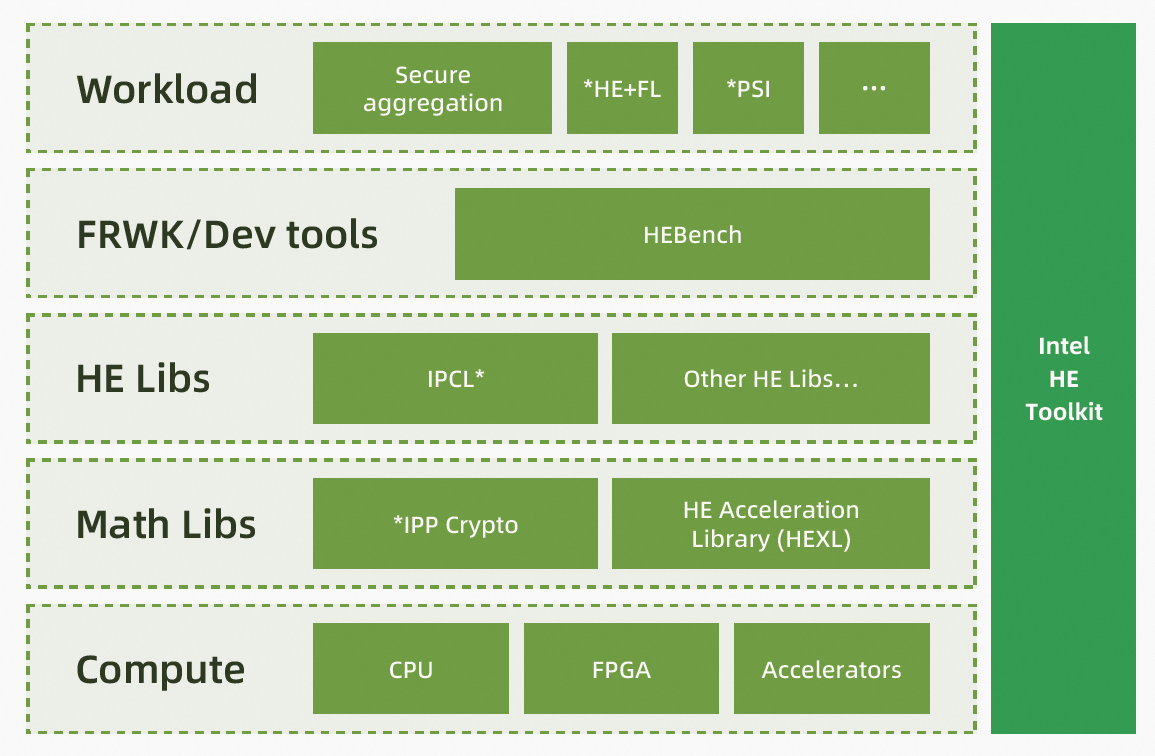 Workload
Secure
aggregation
*HE+FL
*PSI
...
FRWK/Dev tools
HEBench
HE Libs
IPCL*
Other HE Libs...
Math Libs
*IPP Crypto
HE Acceleration
Library (HEXL)
Compute
CPU
FPGA
Accelerators
Intel
HE
Toolkit